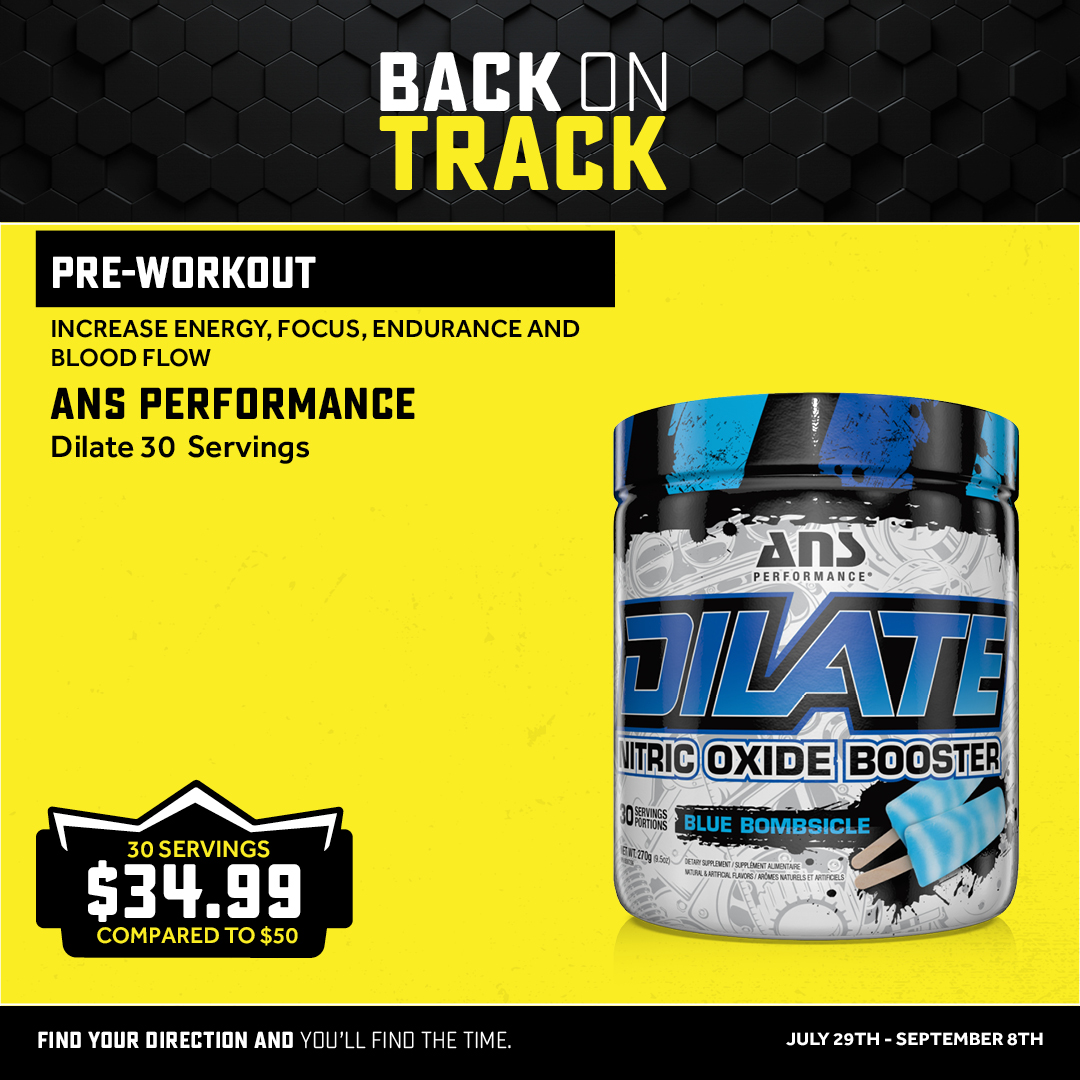 BACK ON
TRACK
PRE-WORKOUT
INCREASE ENERGY, FOCUS, ENDURANCE AND
BLOOD FLOW
ANS PERFORMANCE
Dilate 30 Servings
ANS
PERFORMANCE®
DILATE
NITRIC OXIDE BOOSTER
30 SERVINGS
PORTIONS
BLUE BOMBSICLE
NET WT. 270g (9.5oz)
DIETARY SUPPLEMENT / SUPPLÉMENT ALIMENTAIRE
NATURAL & ARTIFICIAL FLAVORS / ARÔMES NATURELS ET ARTIFICIELS
30 SERVINGS
$34.99
COMPARED TO $50
FIND YOUR DIRECTION AND YOU'LL FIND THE TIME.
JULY 29TH - SEPTEMBER 8TH